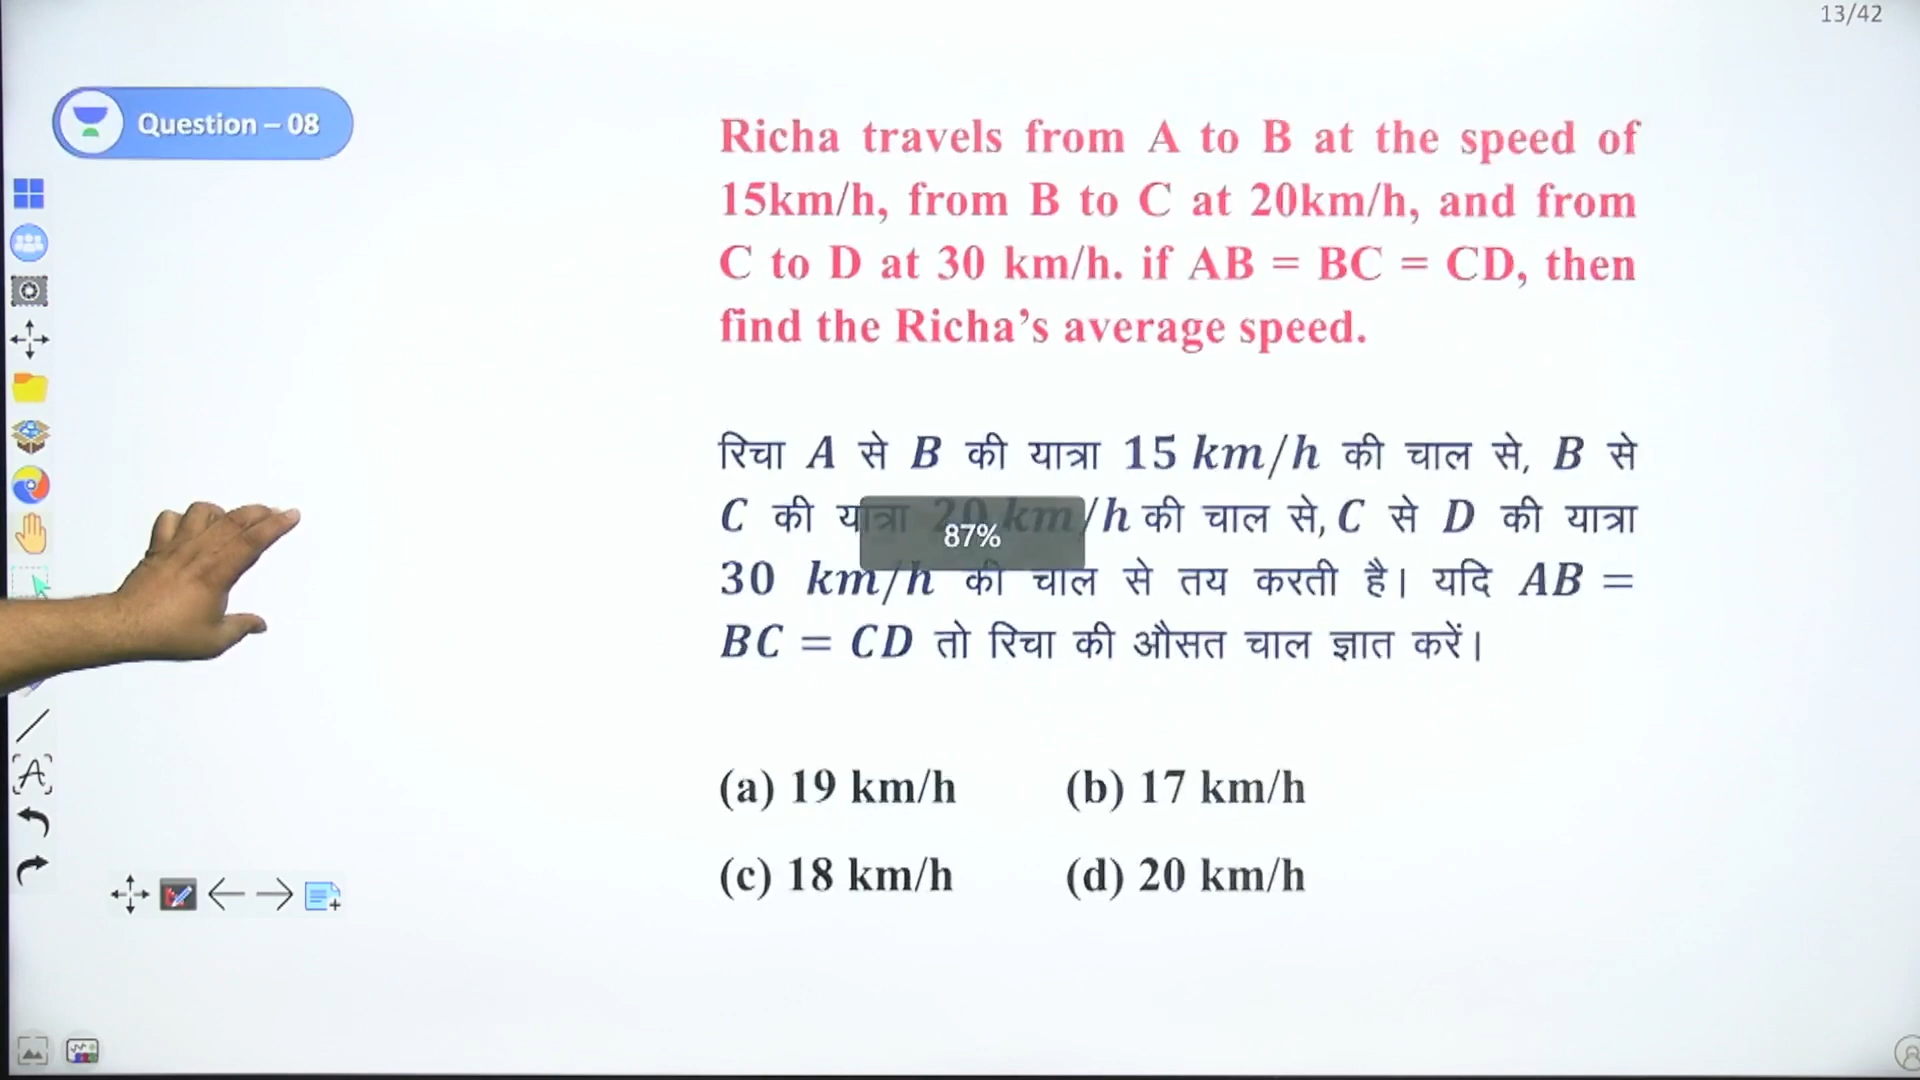 13/42
Question – 08
Richa travels from A to B at the speed of
15km/h, from B to C at 20km/h, and from
C to D at 30 km/h. if AB = BC = CD, then
find the Richa’s average speed.
रिचा A से B की यात्रा 15 km/h की चाल से, B से
C की यात्रा 20 km/h की चाल से, C से D की यात्रा
87%
30 km/h की चाल से तय करती है। यदि AB =
BC = CD तो रिचा की औसत चाल ज्ञात करें।
(a) 19 km/h (b) 17 km/h
(c) 18 km/h (d) 20 km/h